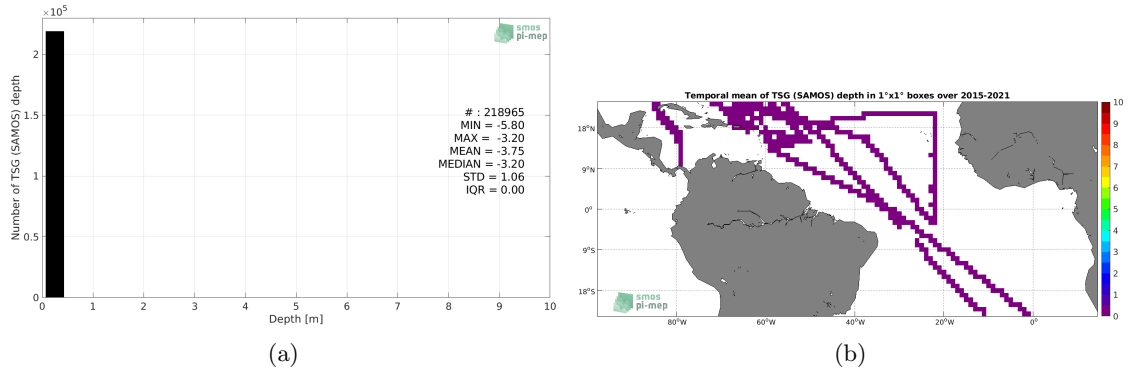 ×10⁵
smos
pi-mep
2
1.5
1
0.5
0
Number of TSG (SAMOS) depth
# : 218965
MIN = -5.80
MAX = -3.20
MEAN = -3.75
MEDIAN = -3.20
STD = 1.06
IQR = 0.00
0 1 2 3 4 5 6 7 8 9 10
Depth [m]
(a)
Temporal mean of TSG (SAMOS) depth in 1°x1° boxes over 2015-2021
18°N
9°N
0°
9°S
18°S
80°W 60°W 40°W 20°W 0°
smos
pi-mep
10
9
8
7
6
5
4
3
2
1
0
(b)